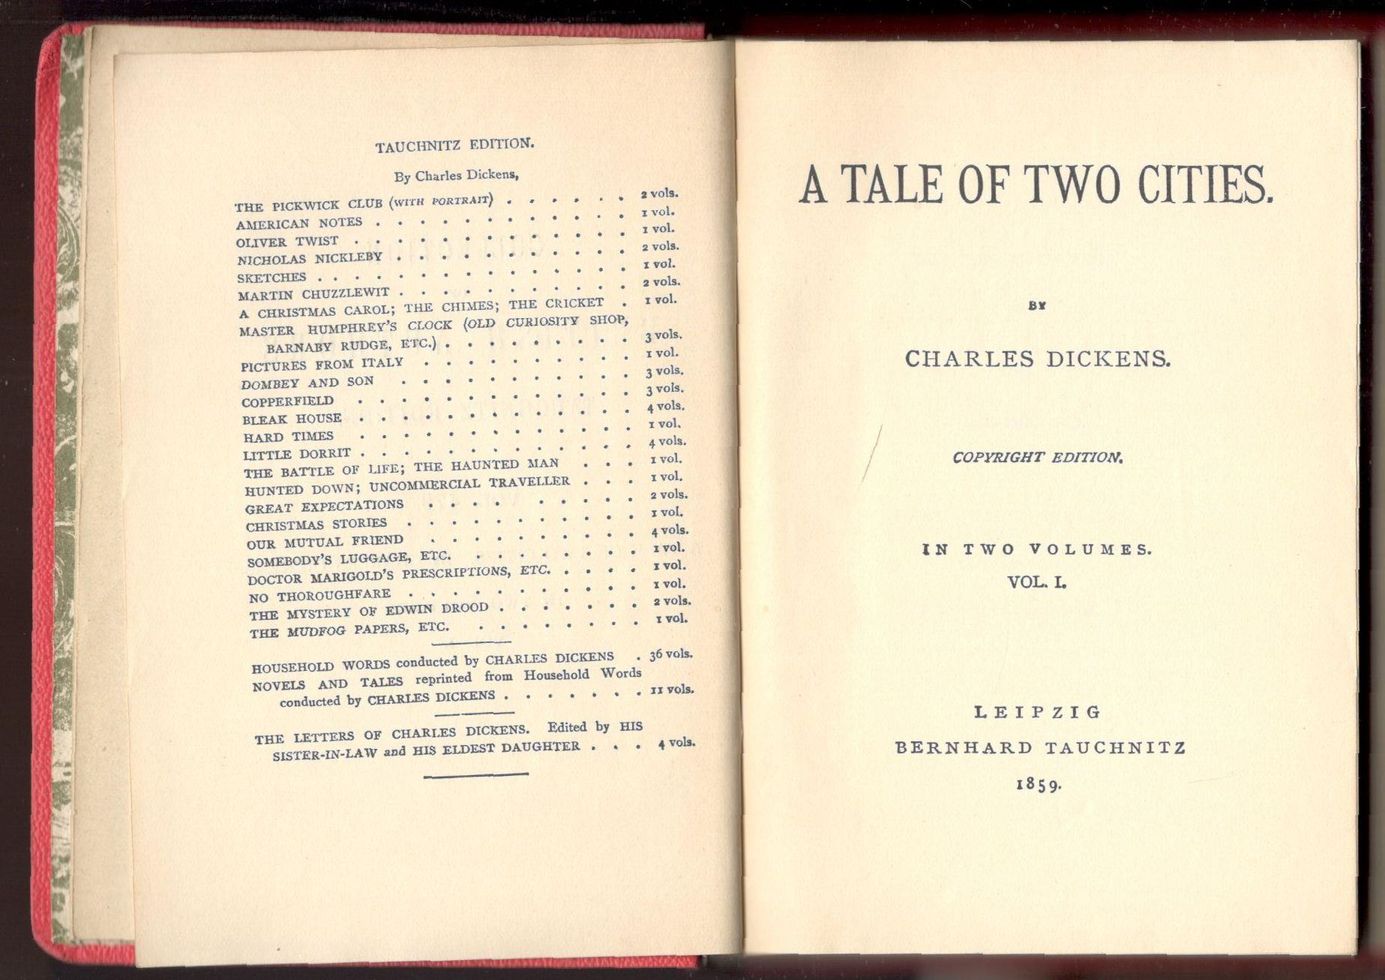 TAUCHNITZ EDITION.
By Charles Dickens,
THE PICKWICK CLUB (WITH PORTRAIT) . . . . . . 2 vols.
AMERICAN NOTES . . . . . . . . . . . . 1 vol.
OLIVER TWIST . . . . . . . . . . . . . 1 vol.
NICHOLAS NICKLEBY . . . . . . . . . . . 2 vols.
SKETCHES . . . . . . . . . . . . . . . 1 vol.
MARTIN CHUZZLEWIT . . . . . . . . . . . 2 vols.
A CHRISTMAS CAROL; THE CHIMES; THE CRICKET . 1 vol.
MASTER HUMPHREY'S CLOCK (OLD CURIOSITY SHOP,
BARNABY RUDGE, ETC.) . . . . . . . . . 3 vols.
PICTURES FROM ITALY . . . . . . . . . . 1 vol.
DOMBEY AND SON . . . . . . . . . . . 3 vols.
COPPERFIELD . . . . . . . . . . . . . 3 vols.
BLEAK HOUSE . . . . . . . . . . . . . 4 vols.
HARD TIMES . . . . . . . . . . . . . 1 vol.
LITTLE DORRIT . . . . . . . . . . . . . 4 vols.
THE BATTLE OF LIFE; THE HAUNTED MAN . . . 1 vol.
HUNTED DOWN; UNCOMMERCIAL TRAVELLER . . . 1 vol.
GREAT EXPECTATIONS . . . . . . . . . 2 vols.
CHRISTMAS STORIES . . . . . . . . . . . 1 vol.
OUR MUTUAL FRIEND . . . . . . . . . . 4 vols.
SOMEBODY'S LUGGAGE, ETC. . . . . . . . . 1 vol.
DOCTOR MARIGOLD'S PRESCRIPTIONS, ETC. . . . . 1 vol.
NO THOROUGHFARE . . . . . . . . . . . 1 vol.
THE MYSTERY OF EDWIN DROOD . . . . . . . 2 vols.
THE MUDFOG PAPERS, ETC. . . . . . . . . 1 vol.
HOUSEHOLD WORDS conducted by CHARLES DICKENS . 36 vols.
NOVELS AND TALES reprinted from Household Words
conducted by CHARLES DICKENS . . . . . . . 11 vols.
THE LETTERS OF CHARLES DICKENS. Edited by HIS
SISTER-IN-LAW and HIS ELDEST DAUGHTER . . . 4 vols.
A TALE OF TWO CITIES.
BY
CHARLES DICKENS.
COPYRIGHT EDITION.
IN TWO VOLUMES.
VOL. I.
LEIPZIG
BERNHARD TAUCHNITZ
1859.